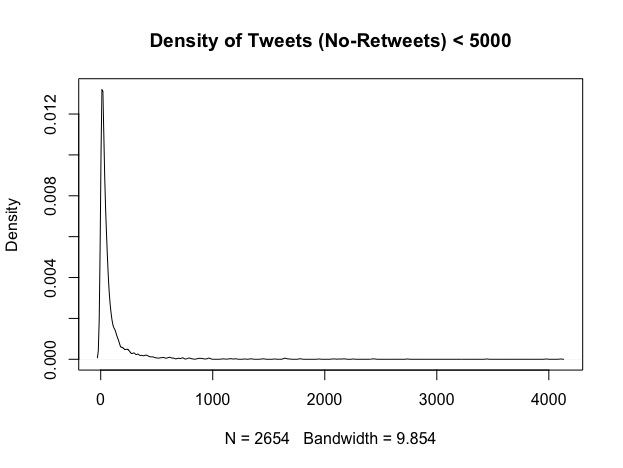 Density of Tweets (No-Retweets) < 5000
Density
0.012
0.008
0.004
0.000
0 1000 2000 3000 4000
N = 2654 Bandwidth = 9.854